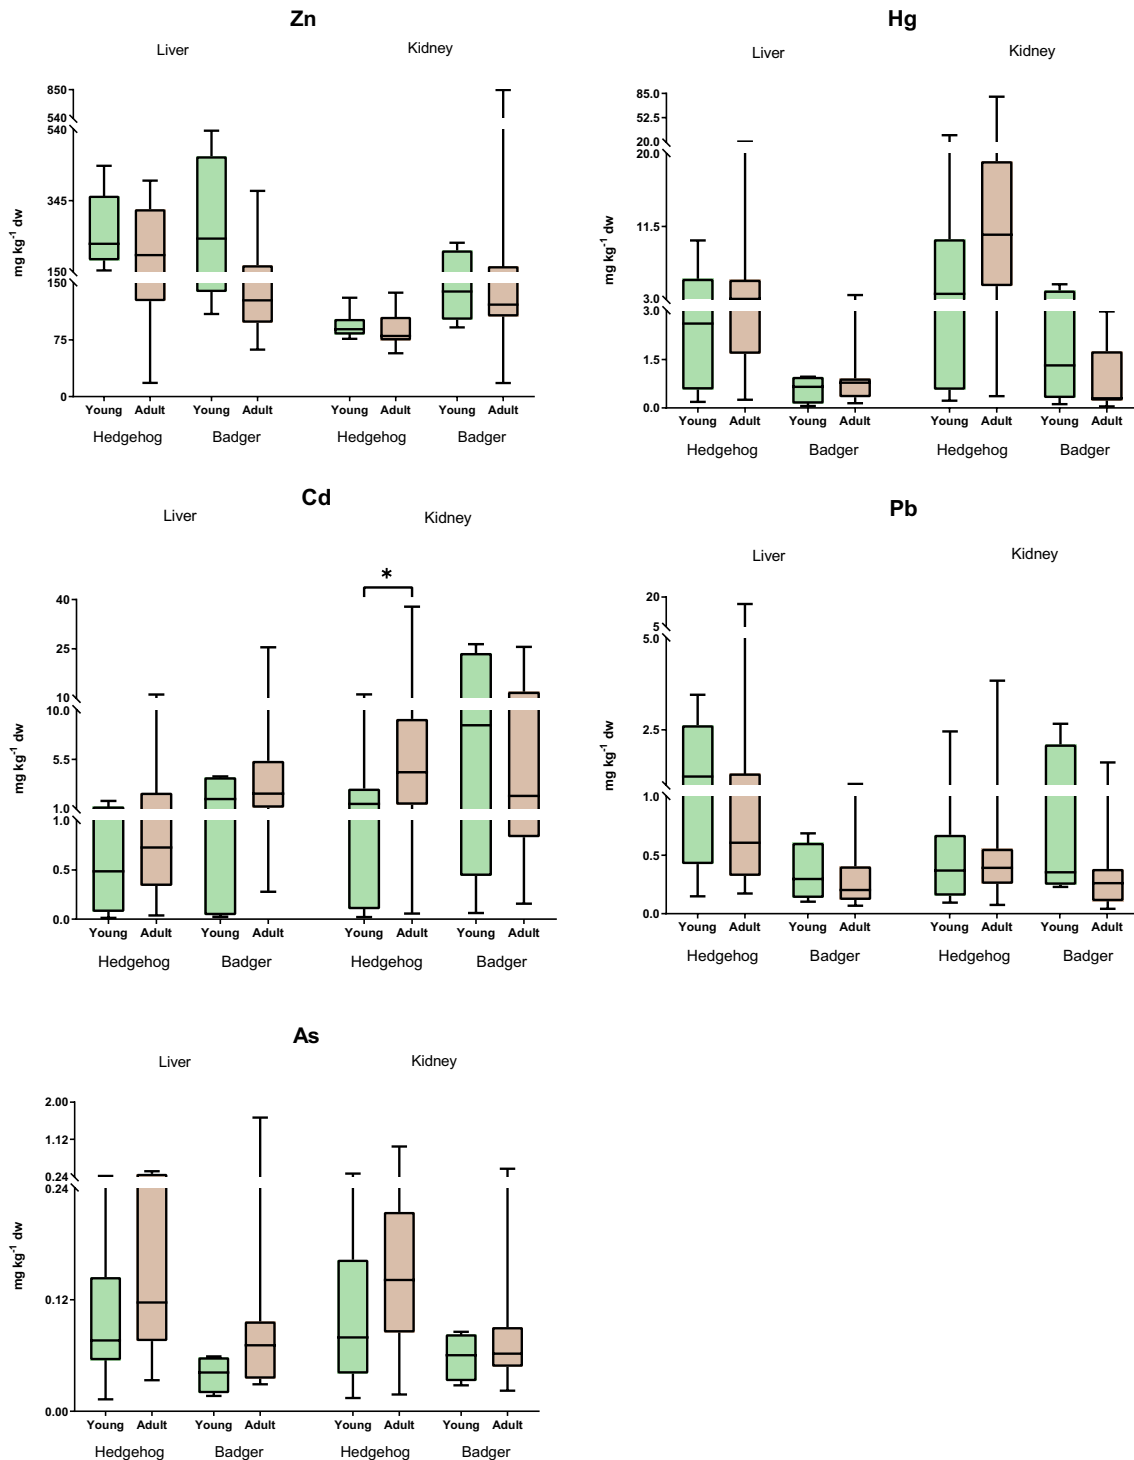 Zn
Liver
Kidney
850
540
540
345
150
150
75
0
mg kg-1 dw
Young Adult Young Adult Young Adult Young Adult
Hedgehog Badger Hedgehog Badger
Hg
Liver
Kidney
85.0
52.5
20.0
20.0
11.5
3.0
3.0
1.5
0.0
mg kg-1 dw
Young Adult Young Adult Young Adult Young Adult
Hedgehog Badger Hedgehog Badger
Cd
Liver
Kidney
*
40
25
10
10.0
5.5
1.0
1.0
0.5
0.0
mg kg-1 dw
Young Adult Young Adult Young Adult Young Adult
Hedgehog Badger Hedgehog Badger
Pb
Liver
Kidney
20
5
5.0
2.5
1.0
0.5
0.0
mg kg-1 dw
Young Adult Young Adult Young Adult Young Adult
Hedgehog Badger Hedgehog Badger
As
Liver
Kidney
2.00
1.12
0.24
0.24
0.12
0.00
mg kg-1 dw
Young Adult Young Adult Young Adult Young Adult
Hedgehog Badger Hedgehog Badger